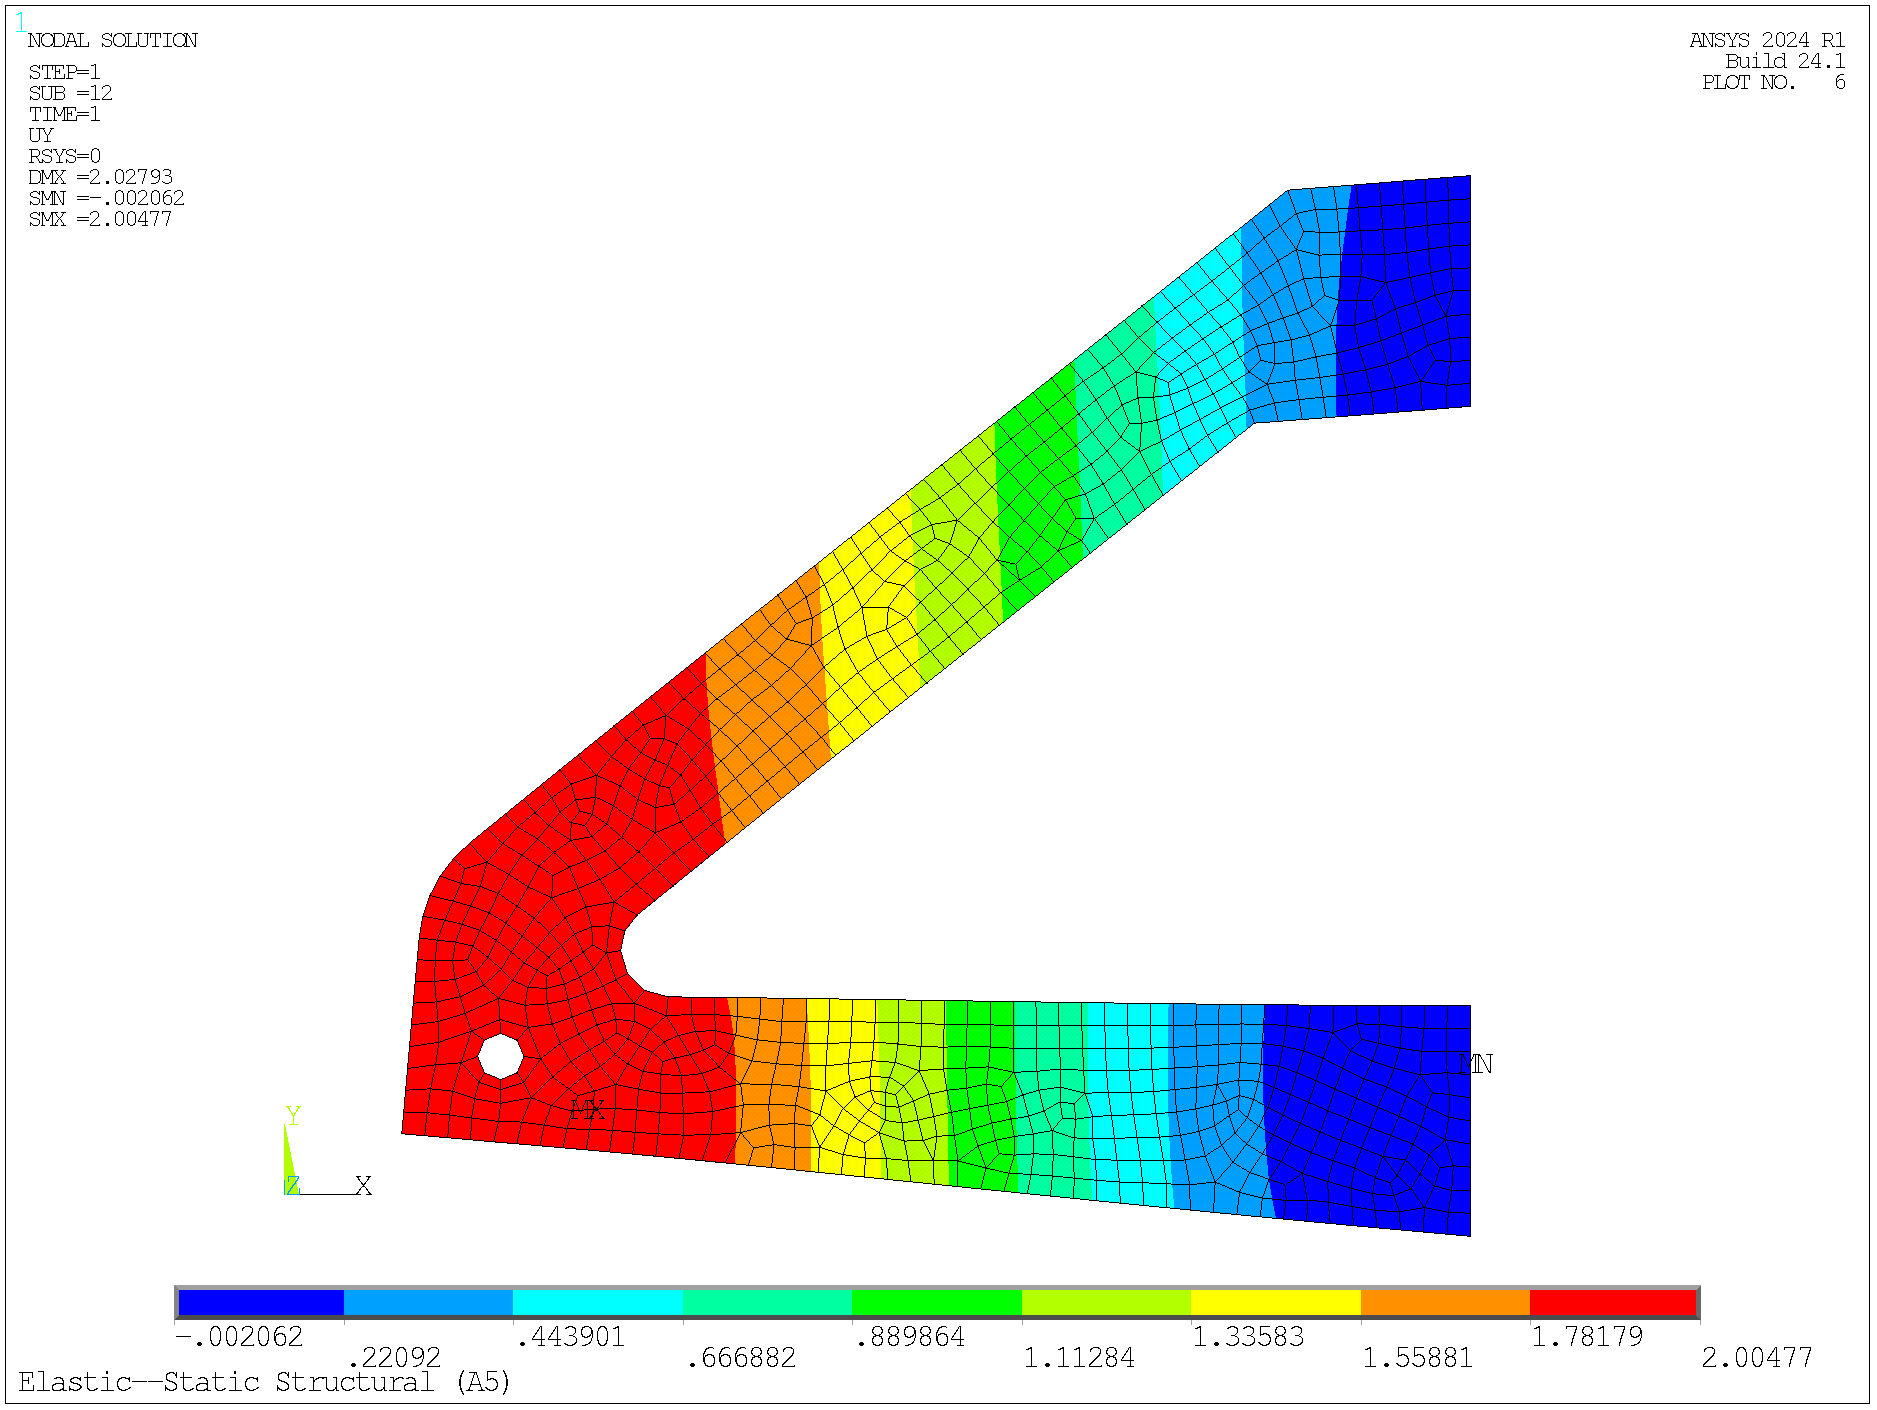 1
NODAL SOLUTION
STEP=1
SUB =12
TIME=1
UY
RSYS=0
DMX =2.02793
SMN =-.002062
SMX =2.00477
ANSYS 2024 R1
Build 24.1
PLOT NO. 6
MN
MX
Y
Z X
-.002062 .443901 .889864 1.33583 1.78179
.22092 .666882 1.11284 1.55881 2.00477
Elastic--Static Structural (A5)